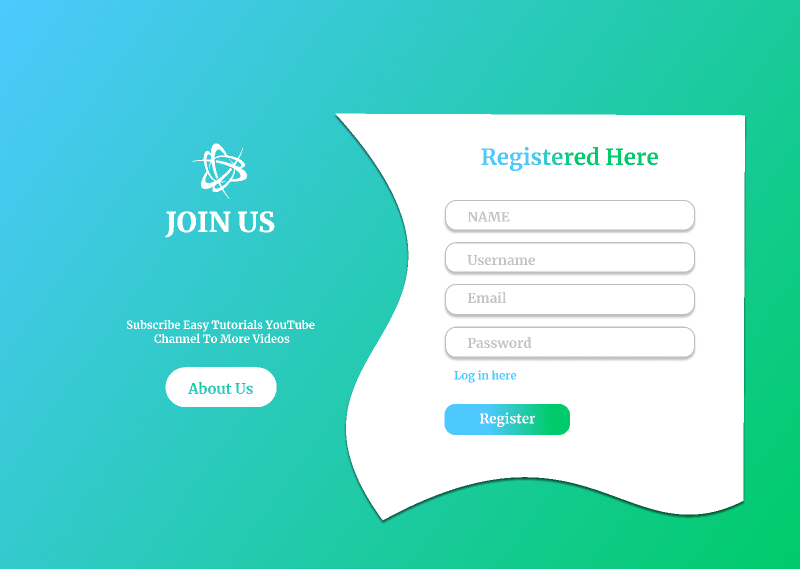 JOIN US
Subscribe Easy Tutorials YouTube
Channel To More Videos
About Us
Registered Here
NAME
Username
Email
Password
Log in here
Register